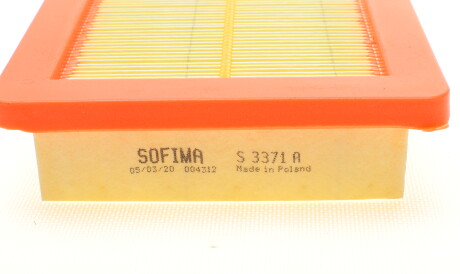 SOFIMA S 3371 A
05/03/20 004312 Made in Poland